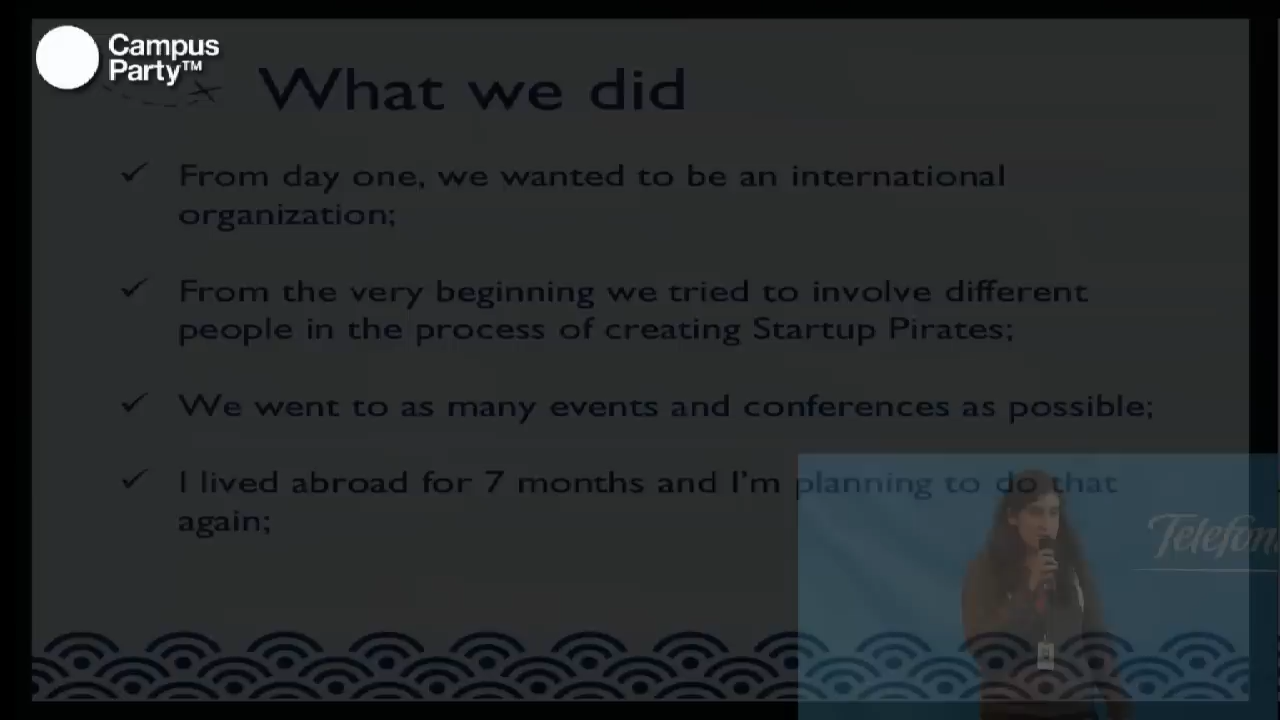 Campus
Party™
What we did
From day one, we wanted to be an international
organization;
From the very beginning we tried to involve different
people in the process of creating Startup Pirates;
We went to as many events and conferences as possible;
I lived abroad for 7 months and I'm planning to do that
again;
Telefon